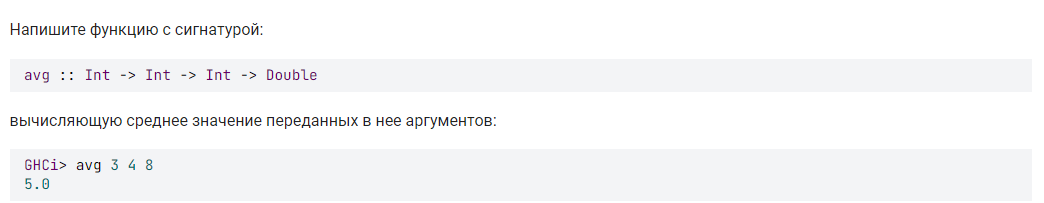 Напишите функцию с сигнатурой:
avg :: Int -> Int -> Int -> Double
вычисляющую среднее значение переданных в нее аргументов:
GHCi> avg 3 4 8
5.0